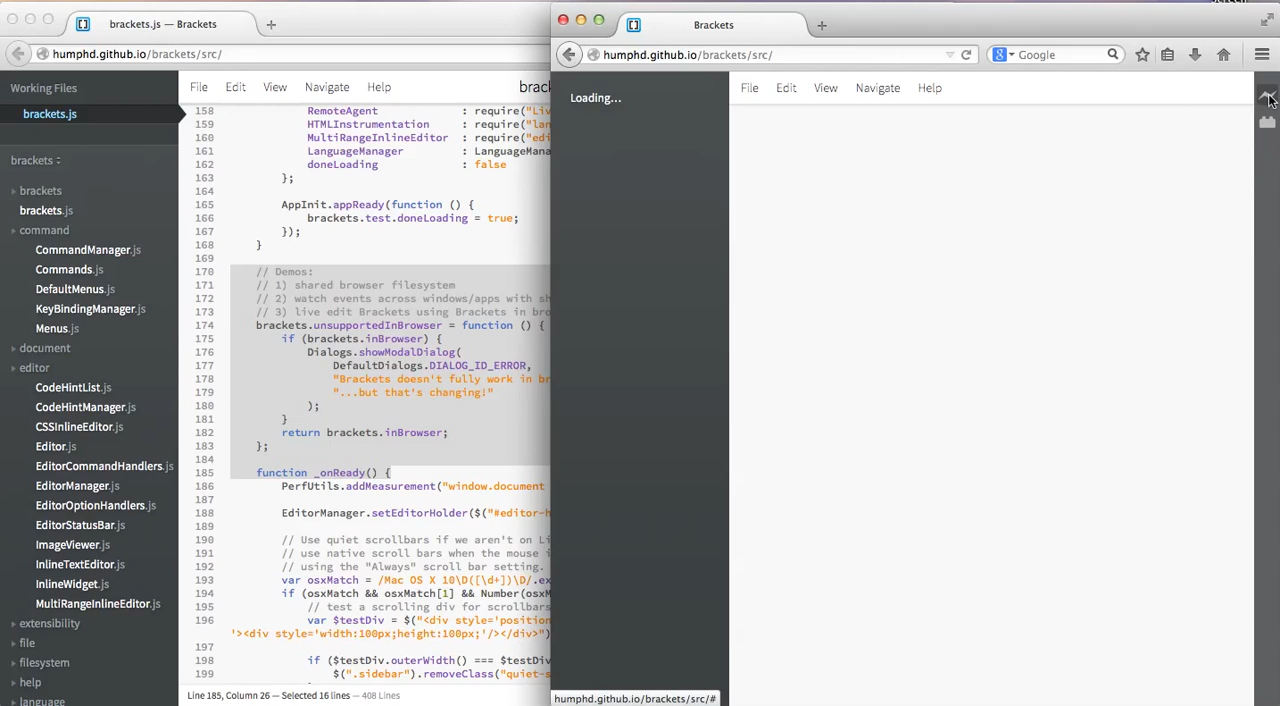 brackets.js — Brackets
humphd.github.io/brackets/src/
Working Files
brackets.js
brackets
brackets
brackets.js
command
CommandManager.js
Commands.js
DefaultMenus.js
KeyBindingManager.js
Menus.js
document
editor
CodeHintList.js
CodeHintManager.js
CSSInlineEditor.js
Editor.js
EditorCommandHandlers.js
EditorManager.js
EditorOptionHandlers.js
EditorStatusBar.js
ImageViewer.js
InlineTextEditor.js
InlineWidget.js
MultiRangeInlineEditor.js
extensibility
file
filesystem
help
language
File Edit View Navigate Help
158 RemoteAgent : require("Li
159 HTMLInstrumentation : require("lan
160 MultiRangeInlineEditor : require("edi
161 LanguageManager : LanguageMana
162 doneLoading : false
163 };
164
165 AppInit.appReady(function () {
166 brackets.test.doneLoading = true;
167 });
168 }
169
170 // Demos:
171 // 1) shared browser filesystem
172 // 2) watch events across windows/apps with sh
173 // 3) live edit Brackets using Brackets in bro
174 brackets.unsupportedInBrowser = function () {
175 if (brackets.inBrowser) {
176 Dialogs.showModalDialog(
177 DefaultDialogs.DIALOG_ID_ERROR,
178 "Brackets doesn't fully work in br
179 "...but that's changing!"
180 );
181 }
182 return brackets.inBrowser;
183 };
184
185 function _onReady() {
186 PerfUtils.addMeasurement("window.document
187
188 EditorManager.setEditorHolder($("#editor-h
189
190 // Use quiet scrollbars if we aren't on Li
191 // use native scroll bars when the mouse i
192 // using the "Always" scroll bar setting.
193 var osxMatch = /Mac OS X 10\D([\d+])\D/.ex
194 if (osxMatch && osxMatch[1] && Number(osxM
195 // test a scrolling div for scrollbars
196 var $testDiv = $("<div style='position
'><div style='width:100px;height:100px;'/></div>")
197
198 if ($testDiv.outerWidth() === $testDiv
199 $(".sidebar").removeClass("quiet-s
Line 185, Column 26 — Selected 16 lines — 408 Lines
Brackets
humphd.github.io/brackets/src/
Google
Loading...
File Edit View Navigate Help
humphd.github.io/brackets/src/#